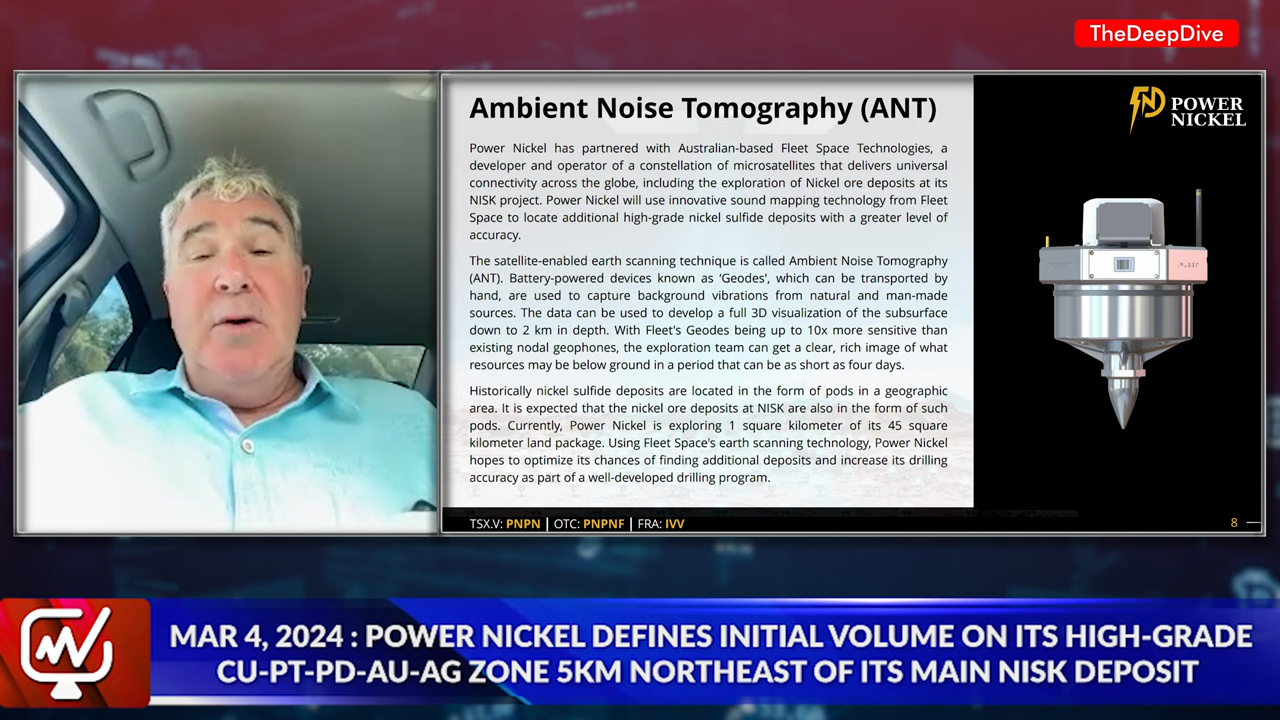 TheDeepDive
Ambient Noise Tomography (ANT)
POWER
NICKEL
Power Nickel has partnered with Australian-based Fleet Space Technologies, a
developer and operator of a constellation of microsatellites that delivers universal
connectivity across the globe, including the exploration of Nickel ore deposits at its
NISK project. Power Nickel will use innovative sound mapping technology from Fleet
Space to locate additional high-grade nickel sulfide deposits with a greater level of
accuracy.
The satellite-enabled earth scanning technique is called Ambient Noise Tomography
(ANT). Battery-powered devices known as 'Geodes', which can be transported by
hand, are used to capture background vibrations from natural and man-made
sources. The data can be used to develop a full 3D visualization of the subsurface
down to 2 km in depth. With Fleet's Geodes being up to 10x more sensitive than
existing nodal geophones, the exploration team can get a clear, rich image of what
resources may be below ground in a period that can be as short as four days.
Historically nickel sulfide deposits are located in the form of pods in a geographic
area. It is expected that the nickel ore deposits at NISK are also in the form of such
pods. Currently, Power Nickel is exploring 1 square kilometer of its 45 square
kilometer land package. Using Fleet Space's earth scanning technology, Power Nickel
hopes to optimize its chances of finding additional deposits and increase its drilling
accuracy as part of a well-developed drilling program.
TSX.V: PNPN | OTC: PNPNF | FRA: IVV
8
MAR 4, 2024 : POWER NICKEL DEFINES INITIAL VOLUME ON ITS HIGH-GRADE
CU-PT-PD-AU-AG ZONE 5KM NORTHEAST OF ITS MAIN NISK DEPOSIT